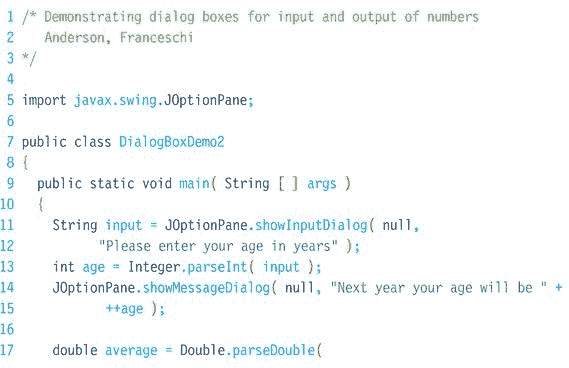 1 /* Demonstrating dialog boxes for input and output of numbers
2 Anderson, Franceschi
3 */
4
5 import javax.swing.JOptionPane;
6
7 public class DialogBoxDemo2
8 {
9 public static void main( String [ ] args )
10 {
11 String input = JOptionPane.showInputDialog( null,
12 "Please enter your age in years" );
13 int age = Integer.parseInt( input );
14 JOptionPane.showMessageDialog( null, "Next year your age will be " +
15 ++age );
16
17 double average = Double.parseDouble(